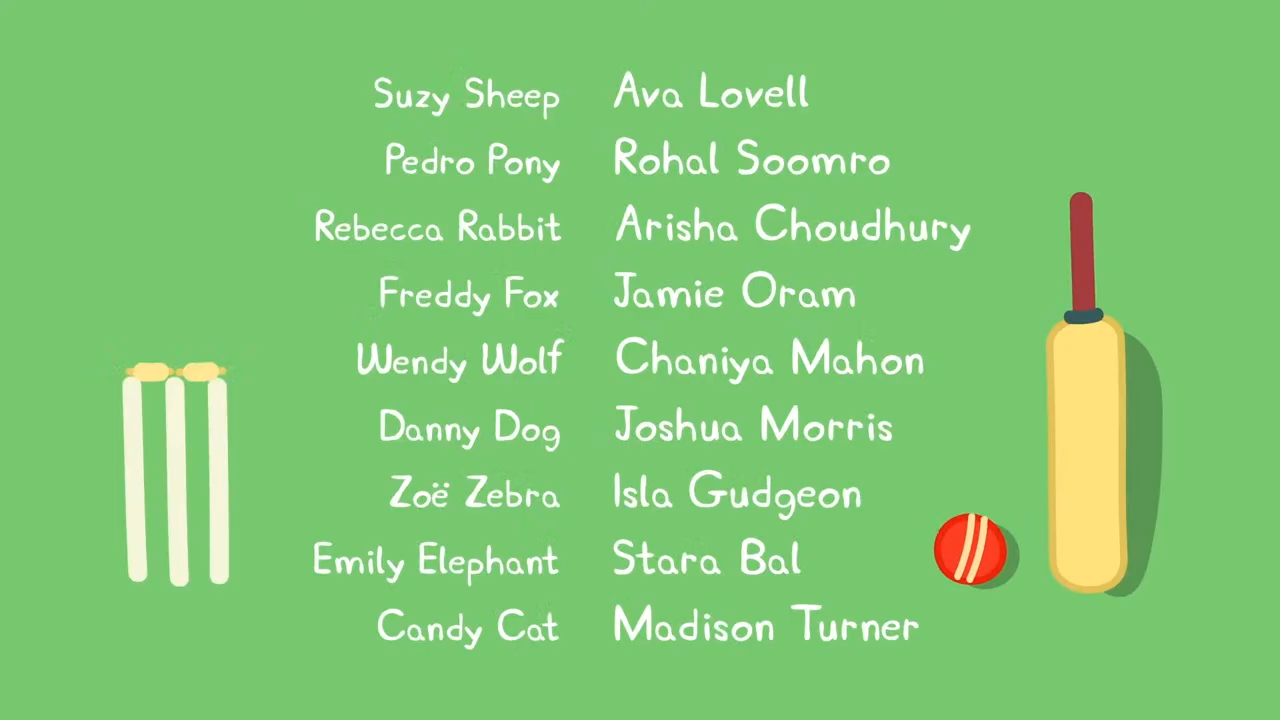 Suzy Sheep Ava Lovell
Pedro Pony Rohal Soomro
Rebecca Rabbit Arisha Choudhury
Freddy Fox Jamie Oram
Wendy Wolf Chaniya Mahon
Danny Dog Joshua Morris
Zoë Zebra Isla Gudgeon
Emily Elephant Stara Bal
Candy Cat Madison Turner